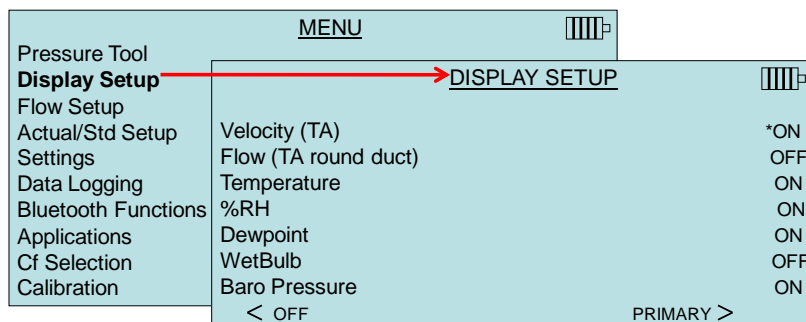 MENU
Pressure Tool
Display Setup
Flow Setup
Actual/Std Setup
Settings
Data Logging
Bluetooth Functions
Applications
Cf Selection
Calibration
DISPLAY SETUP
Velocity (TA) *ON
Flow (TA round duct) OFF
Temperature ON
%RH ON
Dewpoint ON
WetBulb OFF
Baro Pressure ON
< OFF PRIMARY >